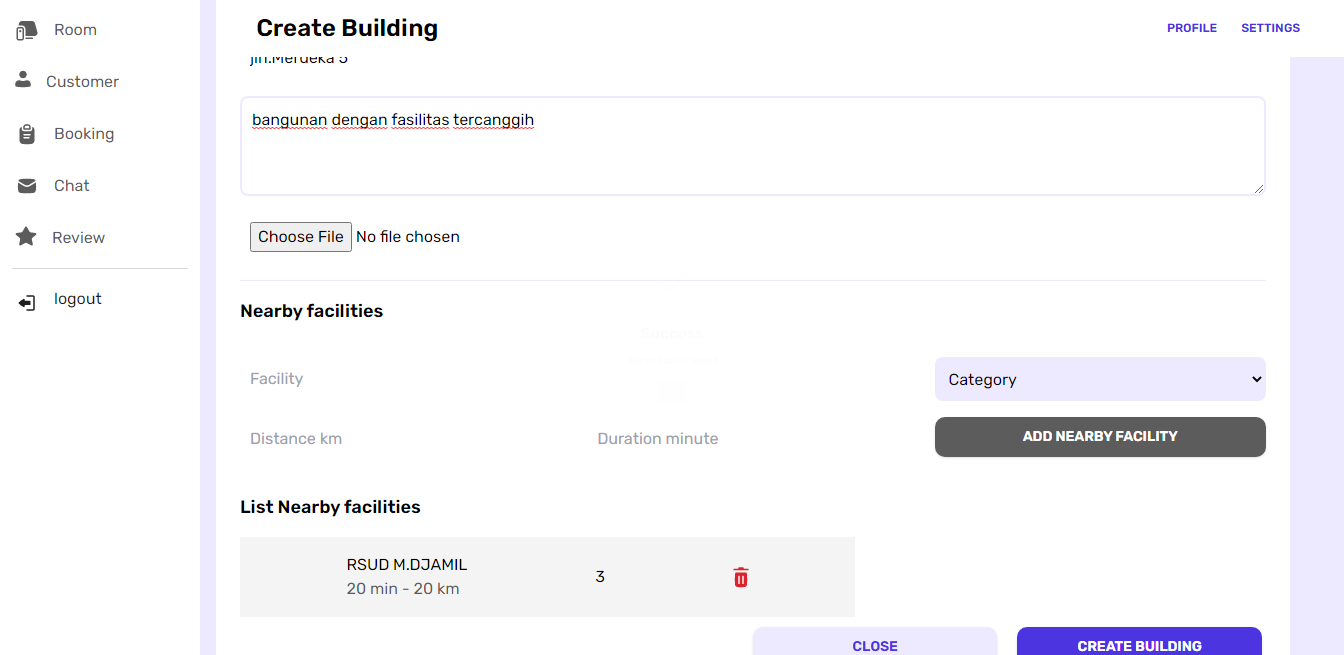 Room
Customer
Booking
Chat
Review
logout
Create Building
PROFILE SETTINGS
jln.Merdeka 5
bangunan dengan fasilitas tercanggih
Choose File No file chosen
Nearby facilities
Facility
Category
Distance km
Duration minute
ADD NEARBY FACILITY
List Nearby facilities
RSUD M.DJAMIL
20 min - 20 km
3
CLOSE
CREATE BUILDING